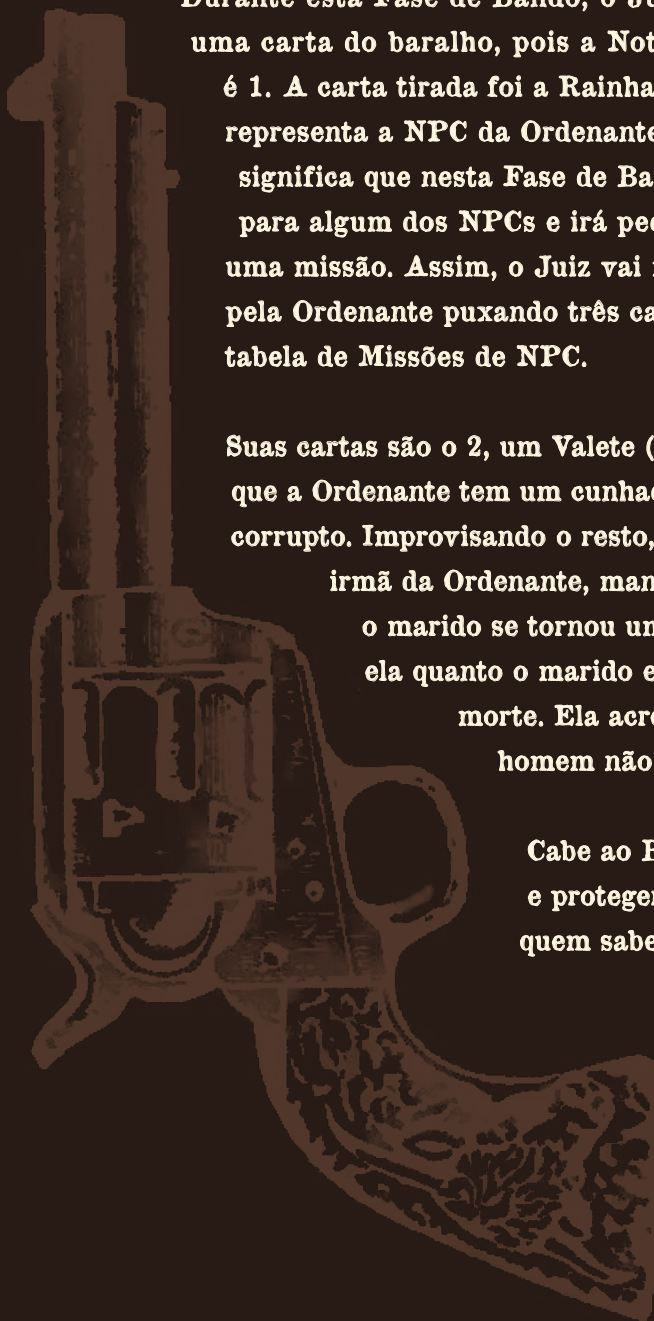 Durante esta Fase de Bando, o Ju
uma carta do baralho, pois a Not
é 1. A carta tirada foi a Rainha
representa a NPC da Ordenante
significa que nesta Fase de Ba
para algum dos NPCs e irá pe
uma missão. Assim, o Juiz vai
pela Ordenante puxando três ca
tabela de Missões de NPC.
Suas cartas são o 2, um Valete (
que a Ordenante tem um cunha
corrupto. Improvisando o resto,
irmã da Ordenante, man
o marido se tornou u
ela quanto o marido e
morte. Ela acr
homem não
Cabe ao
e protege
quem sabe